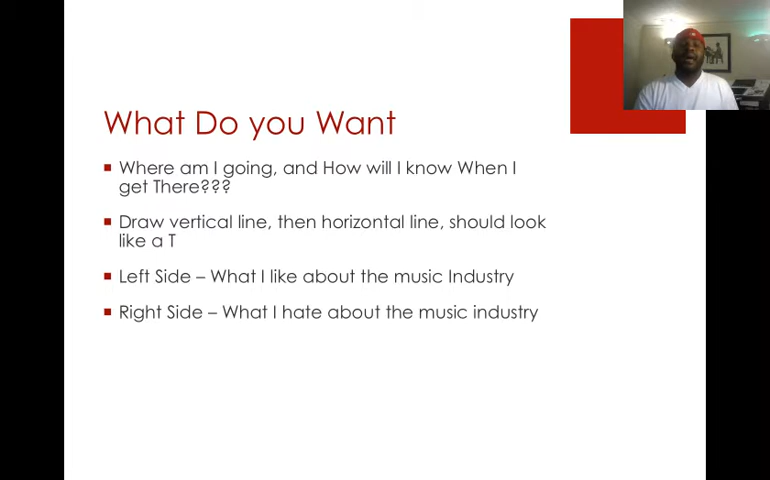 What Do you Want
Where am I going, and How will I know When I
get There???
Draw vertical line, then horizontal line, should look
like a T
Left Side – What I like about the music Industry
Right Side – What I hate about the music industry